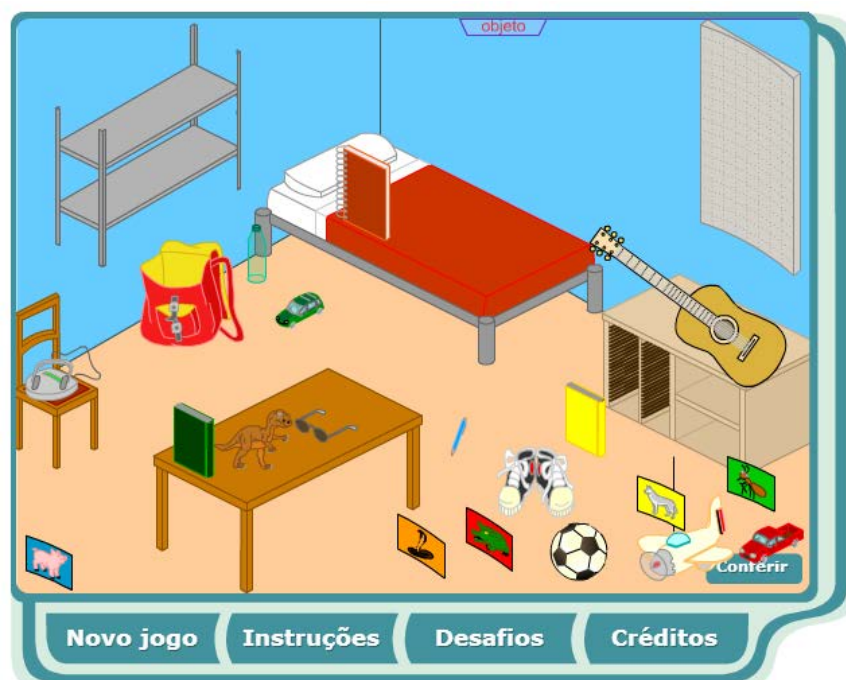 objeto
Conferir
Novo jogo
Instruções
Desafios
Créditos